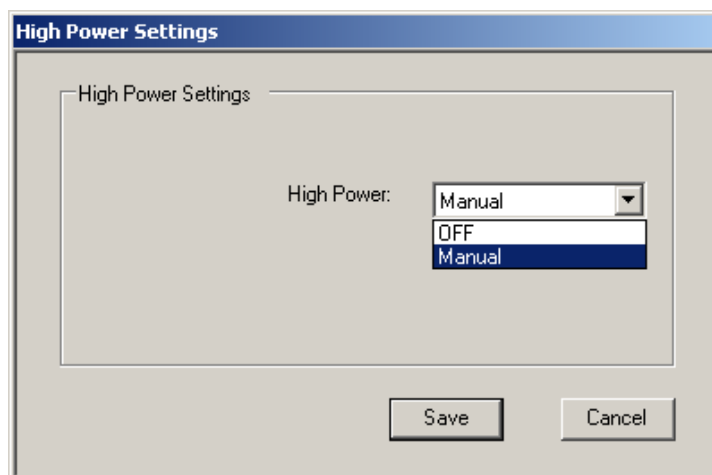 High Power Settings
High Power Settings
High Power: Manual
OFF
Manual
Save Cancel